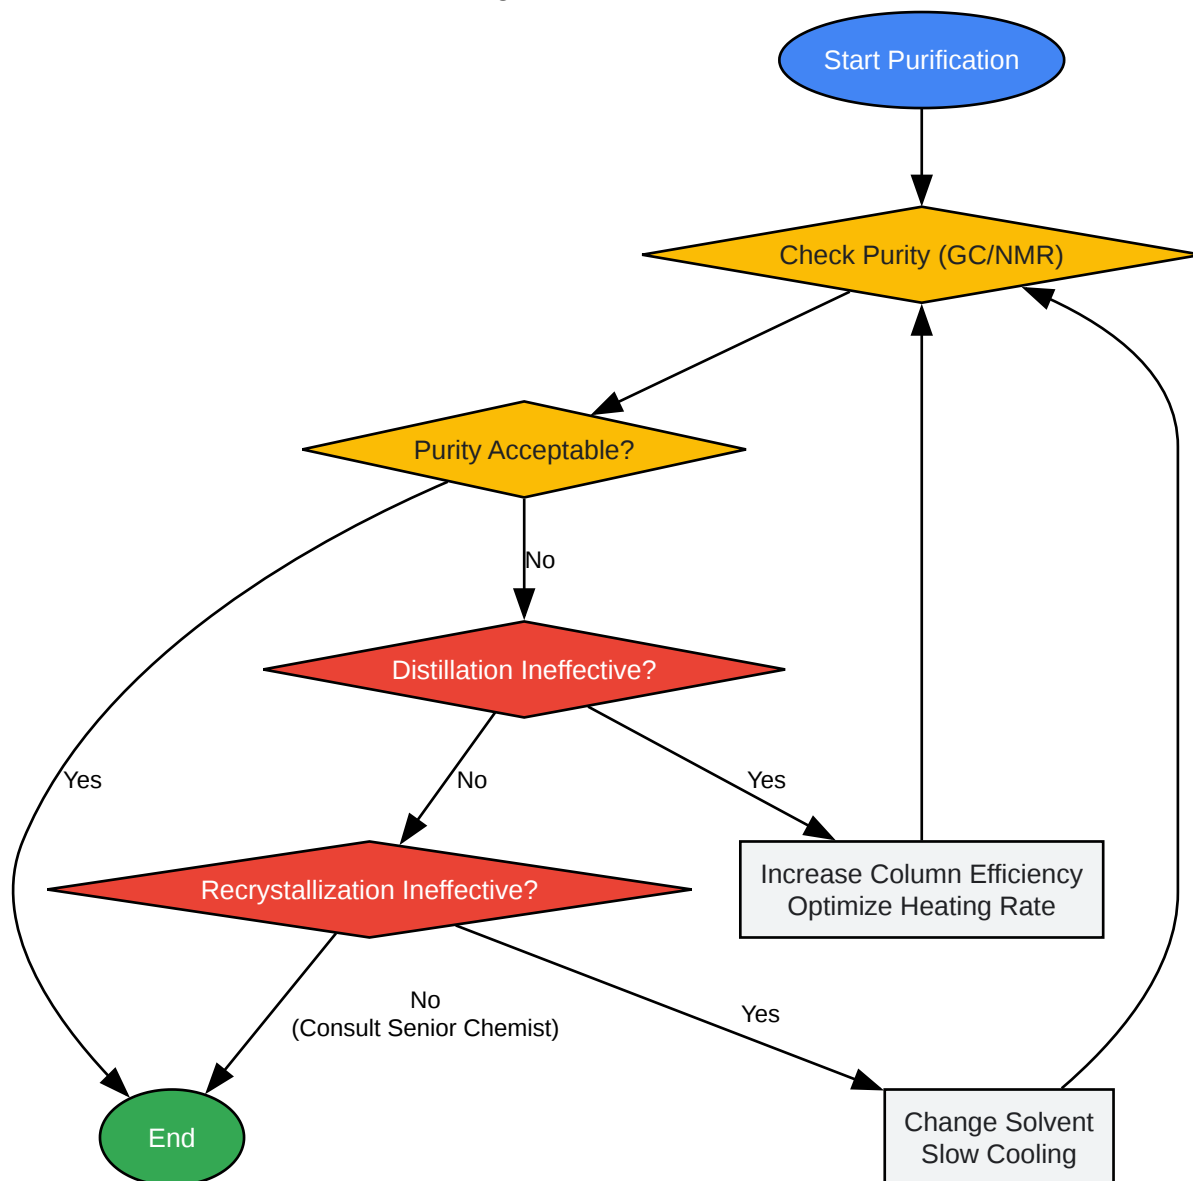 Start Purification
Check Purity (GC/NMR)
Purity Acceptable?
No
Distillation Ineffective?
Yes
No
Yes
Recrystallization Ineffective?
Increase Column Efficiency
Optimize Heating Rate
No
(Consult Senior Chemist)
Yes
End
Change Solvent
Slow Cooling